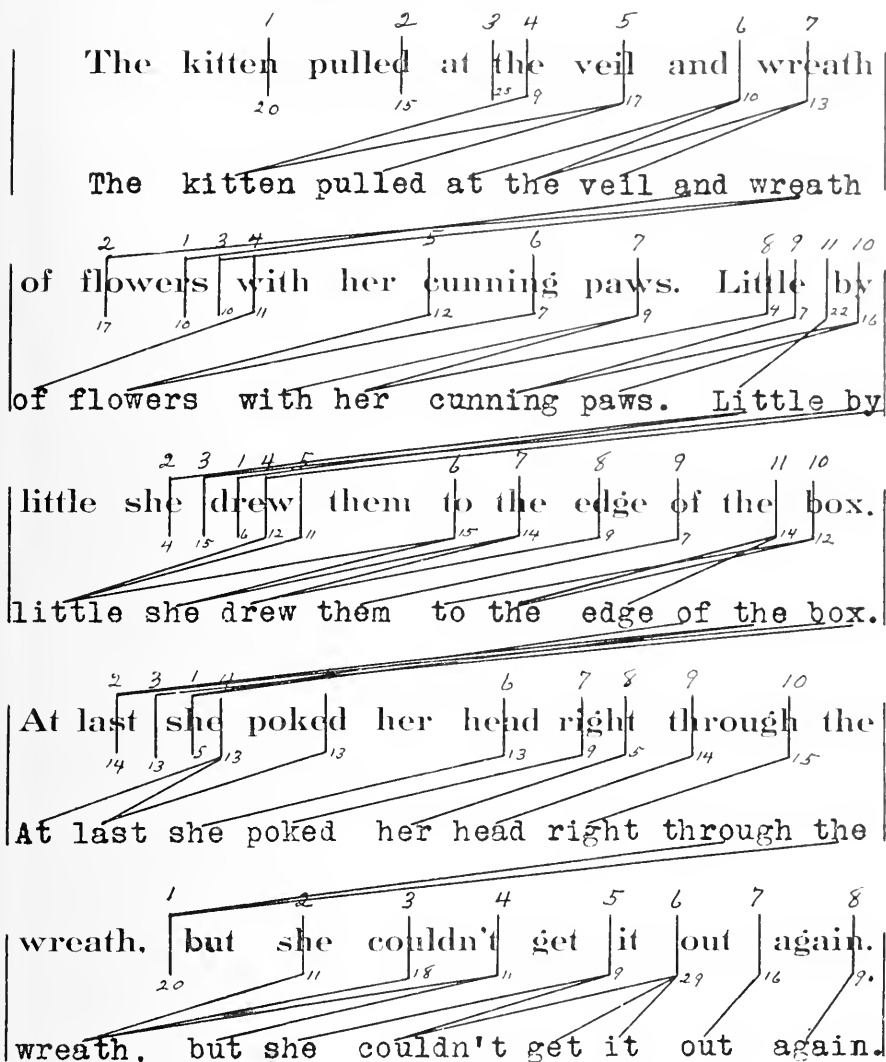 1 2 3 4 5 6 7
The kitten pulled at the veil and wreath
20 15 25 9 17 10 13
The kitten pulled at the veil and wreath
2 1 3 4 5 6 7 8 9 11 10
of flowers with her cunning paws. Little by
17 10 10 11 12 7 9 4 7 22 16
of flowers with her cunning paws. Little by
2 3 1 4 5 6 7 8 9 11 10
little she drew them to the edge of the box.
4 15 6 12 11 15 14 9 7 14 12
little she drew them to the edge of the box.
2 3 1 4 6 7 8 9 10
At last she poked her head right through the
14 13 5 13 13 13 9 5 14 15
At last she poked her head right through the
1 2 3 4 5 6 7 8
wreath, but she couldn't get it out again.
20 11 18 11 9 29 16 9.
wreath, but she couldn't get it out again.